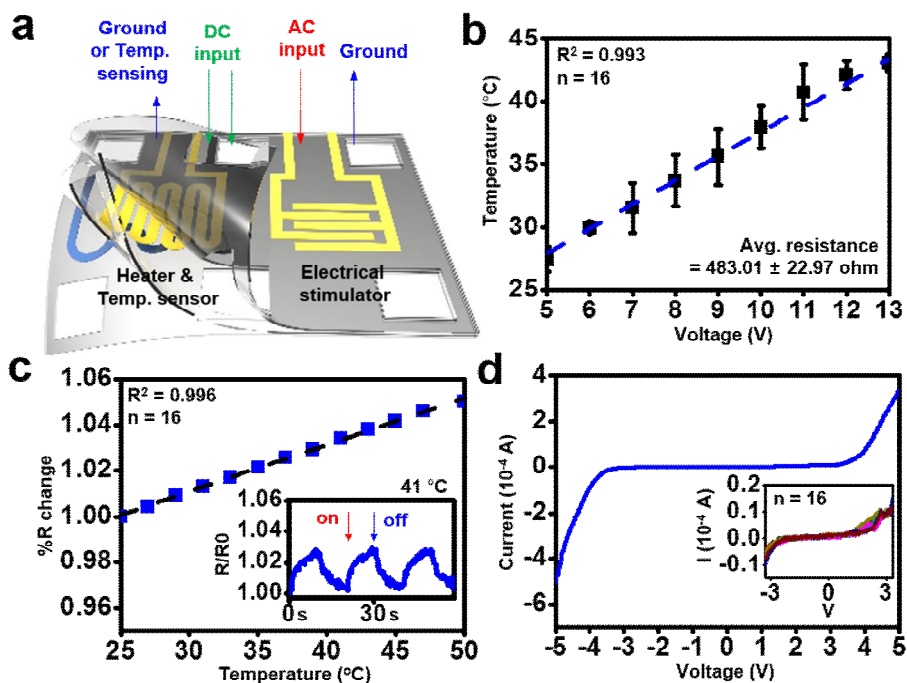 a
Ground
or Temp.
sensing
DC
input
AC
input
Ground
Heater &
Temp. sensor
Electrical
stimulator
b
R² = 0.993
n = 16
Avg. resistance
= 483.01 ± 22.97 ohm
Temperature (°C)
45
40
35
30
25
5 6 7 8 9 10 11 12 13
Voltage (V)
c
R² = 0.996
n = 16
%R change
1.06
1.04
1.02
1.00
0.98
0.96
41 °C
on
off
R/R0
1.06
1.04
1.02
1.00
0 s 30 s
25 30 35 40 45 50
Temperature (°C)
d
Current (10⁻⁴ A)
4
2
0
-2
-4
-6
n = 16
I (10⁻⁴ A)
0.2
0.1
0.0
-0.1
-3 0 3
V
-5 -4 -3 -2 -1 0 1 2 3 4 5
Voltage (V)